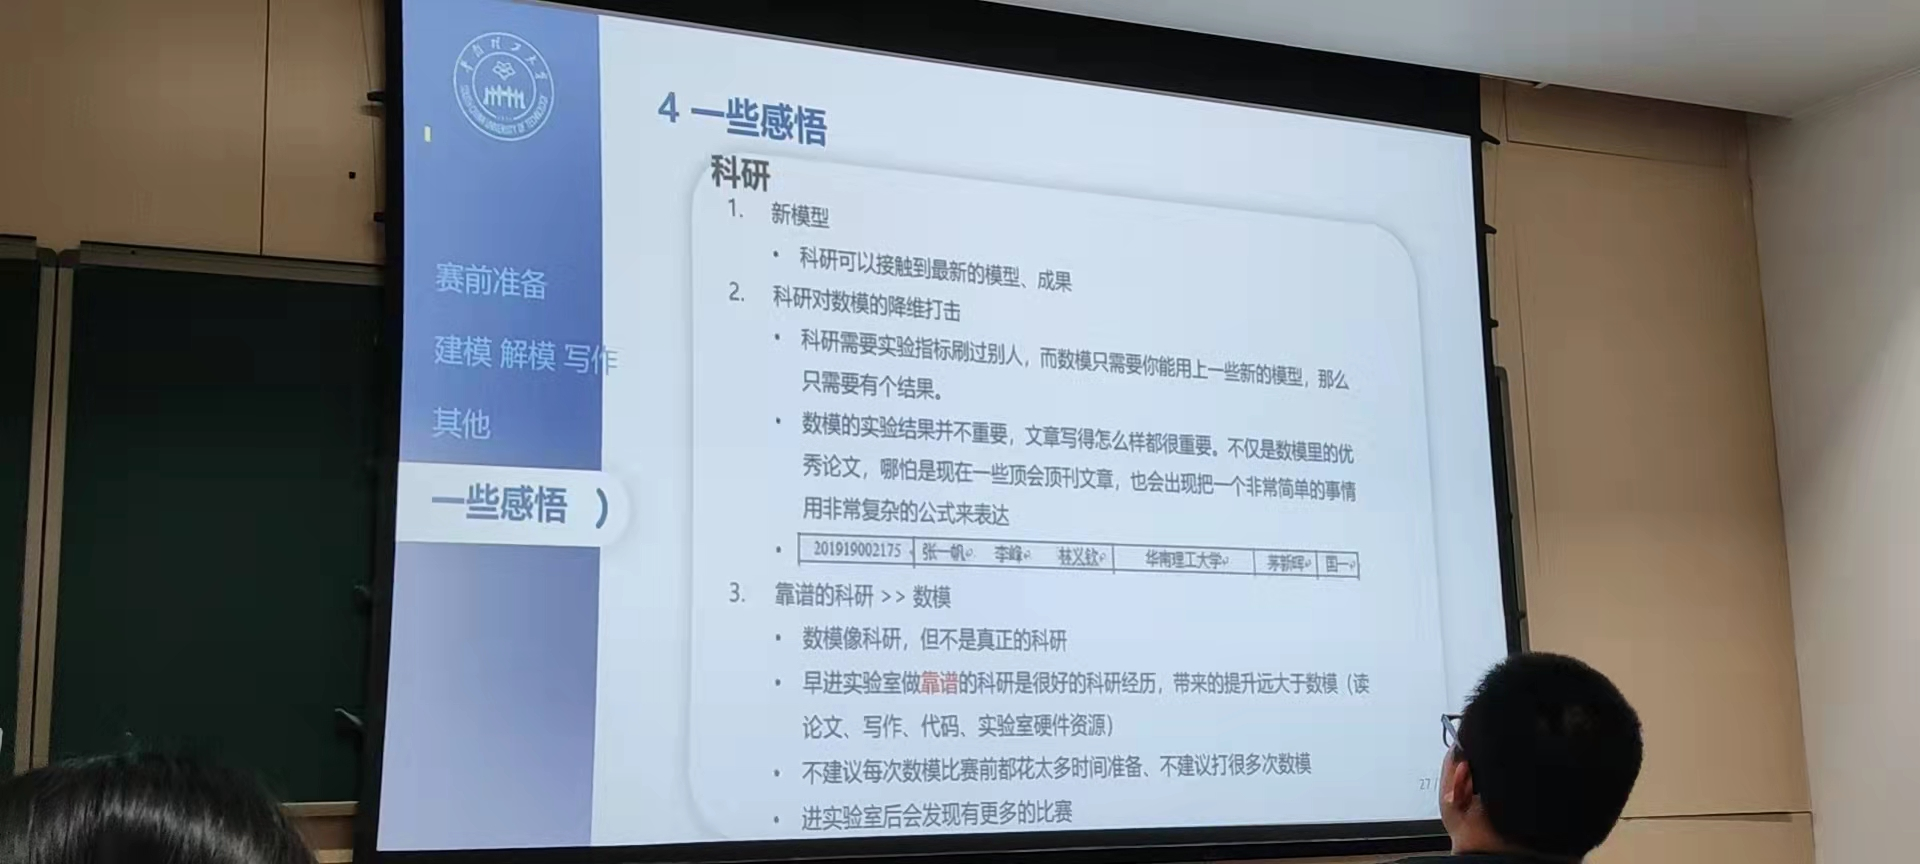 SOUTH CHINA UNIVERSITY OF TECHNOLOGY
4 一些感悟
科研
1. 新模型
• 科研可以接触到最新的模型、成果
2. 科研对数模的降维打击
• 科研需要实验指标刷过别人，而数模只需要你能用上一些新的模型，那么
只需要有个结果。
• 数模的实验结果并不重要，文章写得怎么样都很重要。不仅是数模里的优
秀论文，哪怕是现在一些顶会顶刊文章，也会出现把一个非常简单的事情
用非常复杂的公式来表达
• 201919002175 张一帆 李峰 林义钦 华南理工大学 茅新晖 国一
3. 靠谱的科研 >> 数模
• 数模像科研，但不是真正的科研
• 早进实验室做靠谱的科研是很好的科研经历，带来的提升远大于数模（读
论文、写作、代码、实验室硬件资源）
• 不建议每次数模比赛前都花太多时间准备、不建议打很多次数模
• 进实验室后会发现有更多的比赛
赛前准备
建模 解模 写作
其他
一些感悟
27 /